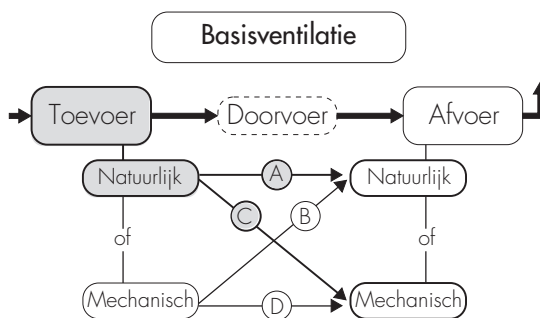 Basisventilatie
Toevoer Doorvoer Afvoer
Natuurlijk A Natuurlijk
C B
of of
Mechanisch D Mechanisch